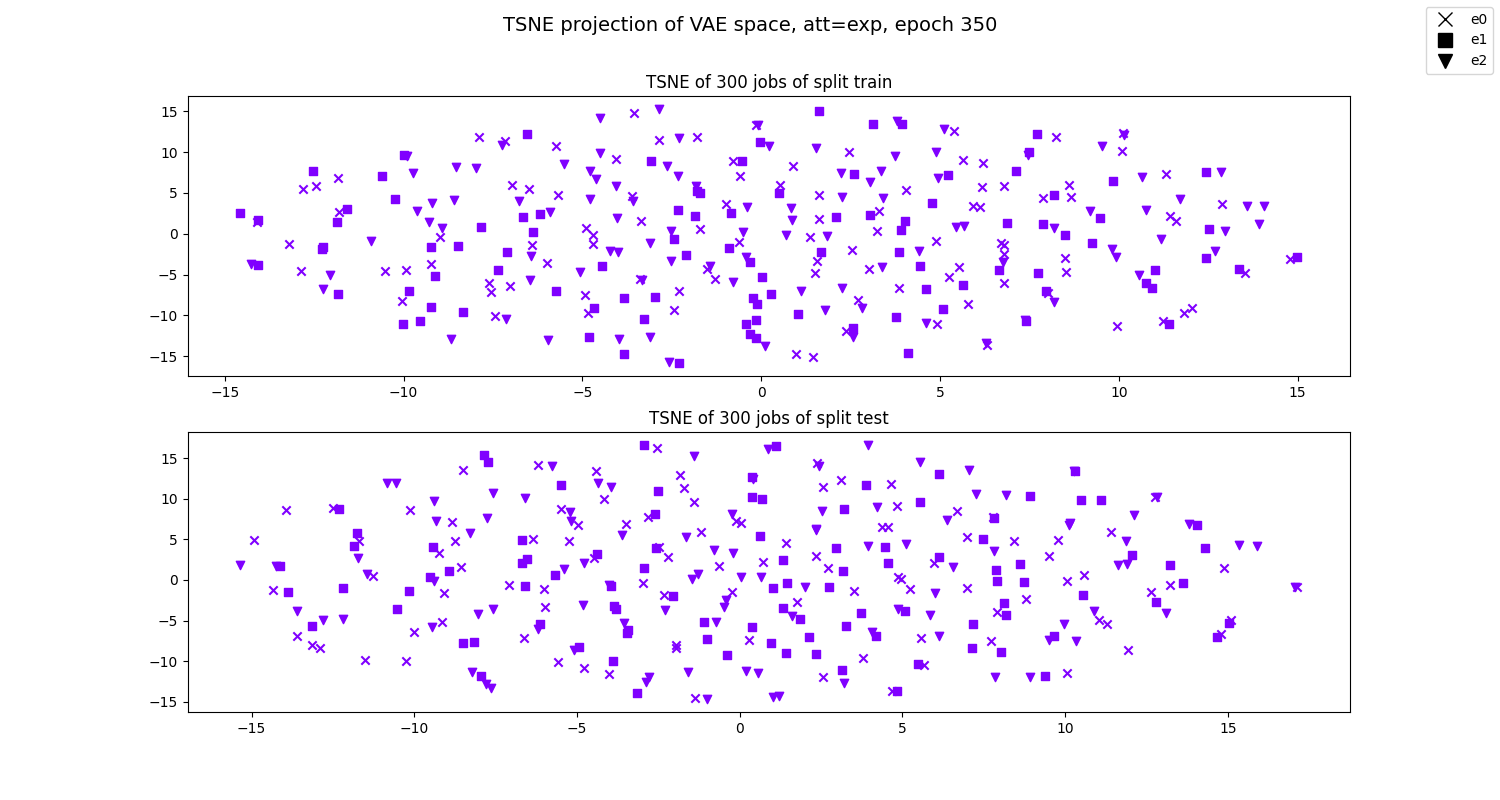 TSNE projection of VAE space, att=exp, epoch 350
e0
e1
e2
TSNE of 300 jobs of split train
15
10
5
0
−5
−10
−15
−15 −10 −5 0 5 10 15
TSNE of 300 jobs of split test
15
10
5
0
−5
−10
−15
−15 −10 −5 0 5 10 15